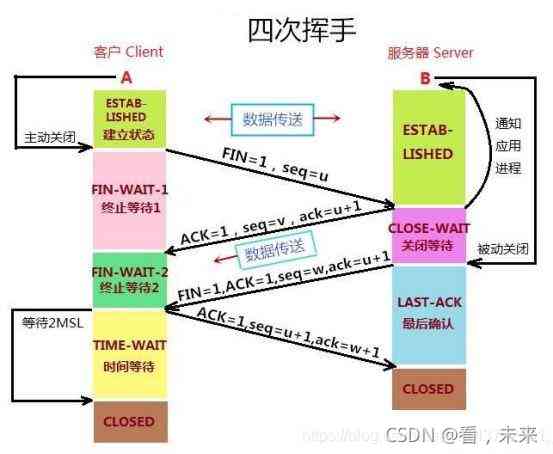 四次挥手
客户 Client
服务器 Server
A
B
ESTAB-
LISHED
建立状态
数据传送
ESTAB-
LISHED
通知
应用
进程
主动关闭
FIN=1，seq=u
FIN-WAIT-1
终止等待1
ACK=1，seq=v，ack=u+1
CLOSE-WAIT
关闭等待
数据传送
被动关闭
FIN-WAIT-2
终止等待2
FIN=1,ACK=1,seq=w,ack=u+1
等待2MSL
ACK=1,seq=u+1,ack=w+1
LAST-ACK
最后确认
TIME-WAIT
时间等待
CLOSED
CLOSED
https://blog.
CSDN @看，未来